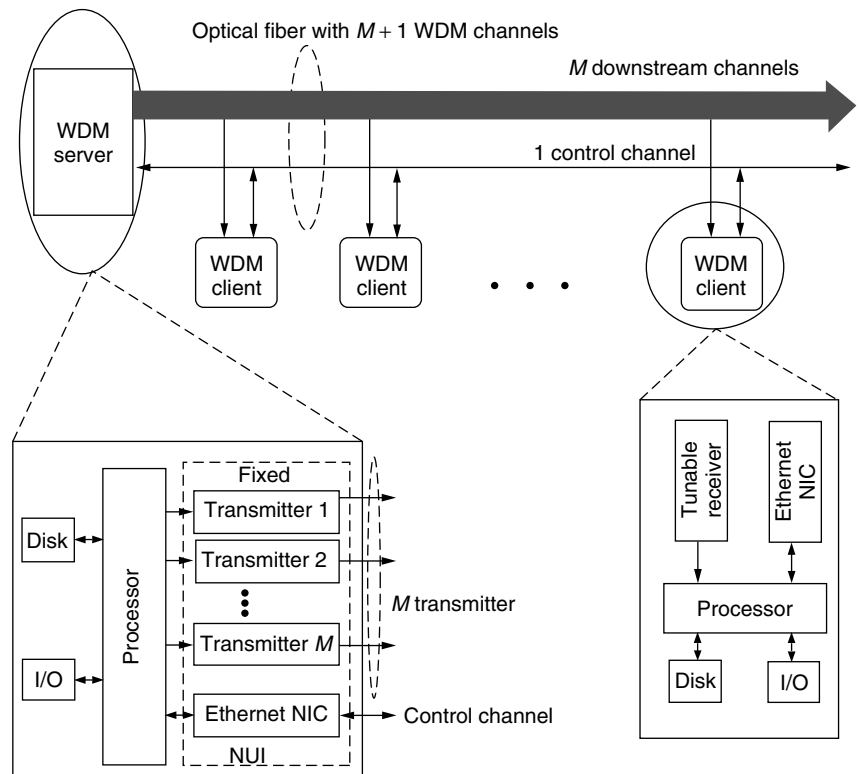 Optical fiber with M + 1 WDM channels
M downstream channels
WDM
server
1 control channel
WDM
client
WDM
client
WDM
client
Fixed
Transmitter 1
Transmitter 2
Transmitter M
Ethernet NIC
NUI
Disk
I/O
Processor
M transmitter
Control channel
Tunable
receiver
Ethernet
NIC
Processor
Disk
I/O